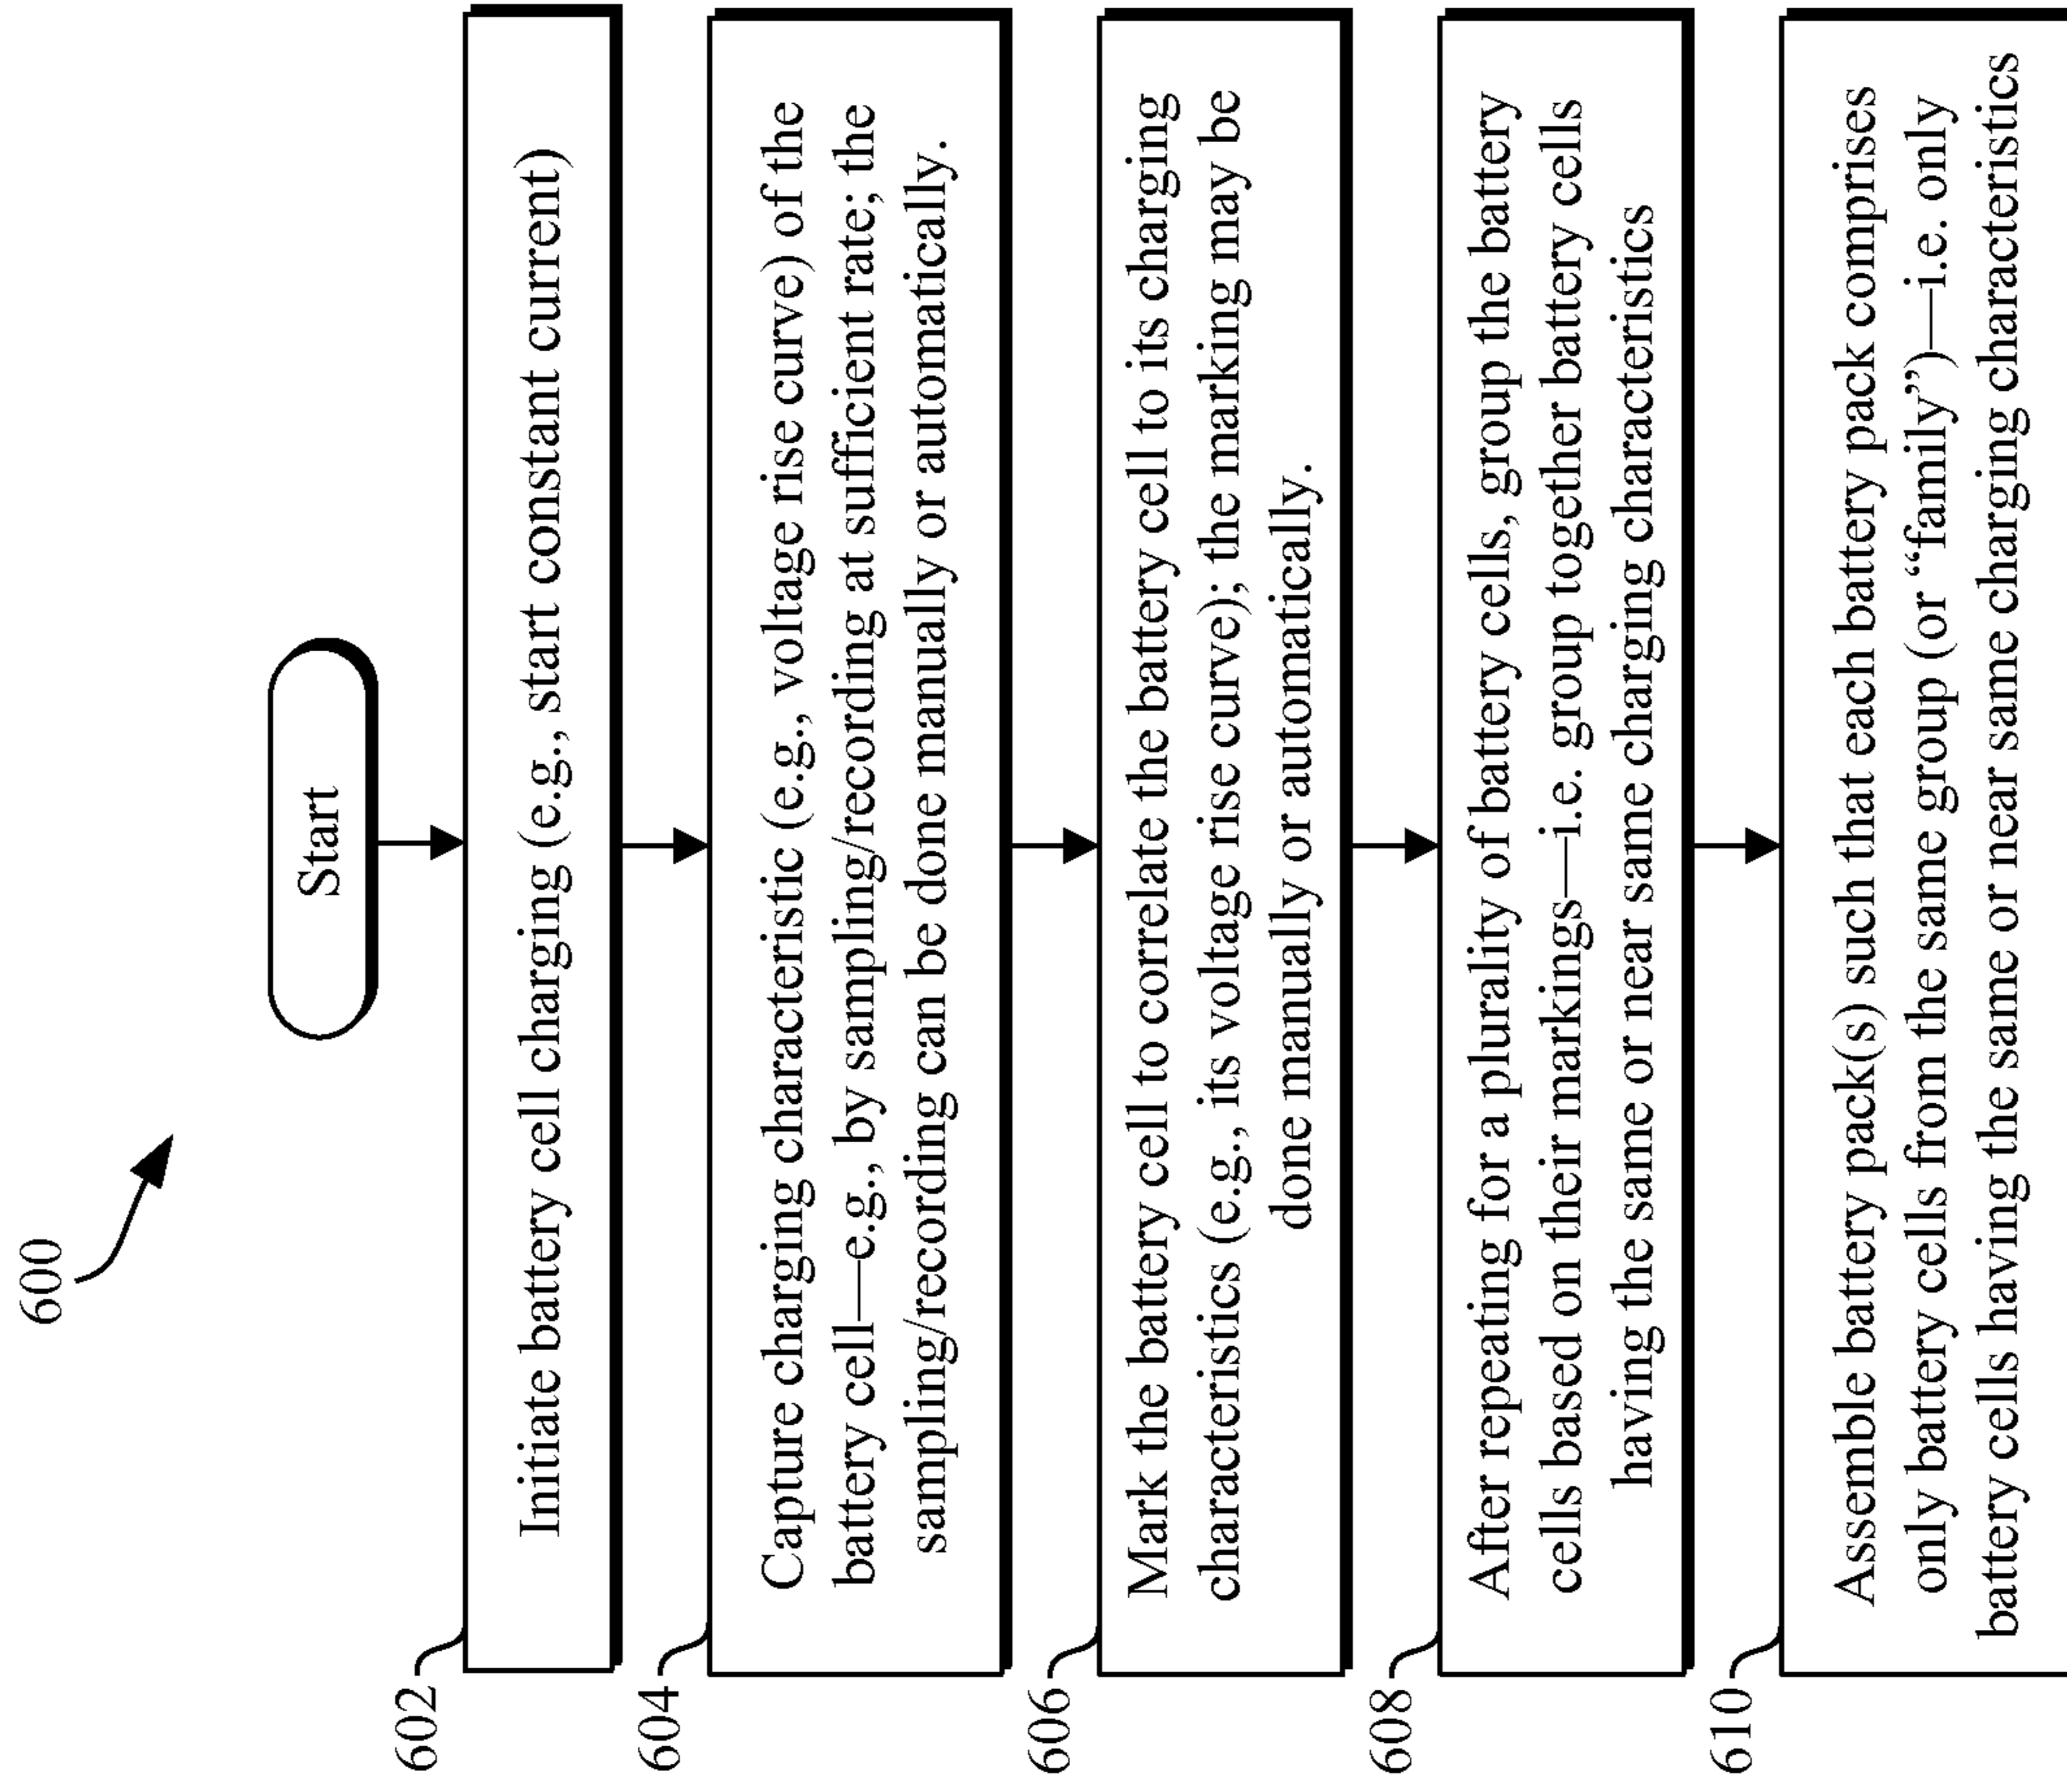 600
Start
602
Initiate battery cell charging (e.g., start constant current)
604
Capture charging characteristic (e.g., voltage rise curve) of the
battery cell—e.g., by sampling/recording at sufficient rate; the
sampling/recording can be done manually or automatically.
606
Mark the battery cell to correlate the battery cell to its charging
characteristics (e.g., its voltage rise curve); the marking may be
done manually or automatically.
608
After repeating for a plurality of battery cells, group the battery
cells based on their markings—i.e. group together battery cells
having the same or near same charging characteristics
610
Assemble battery pack(s) such that each battery pack comprises
only battery cells from the same group (or “family”)—i.e. only
battery cells having the same or near same charging characteristics